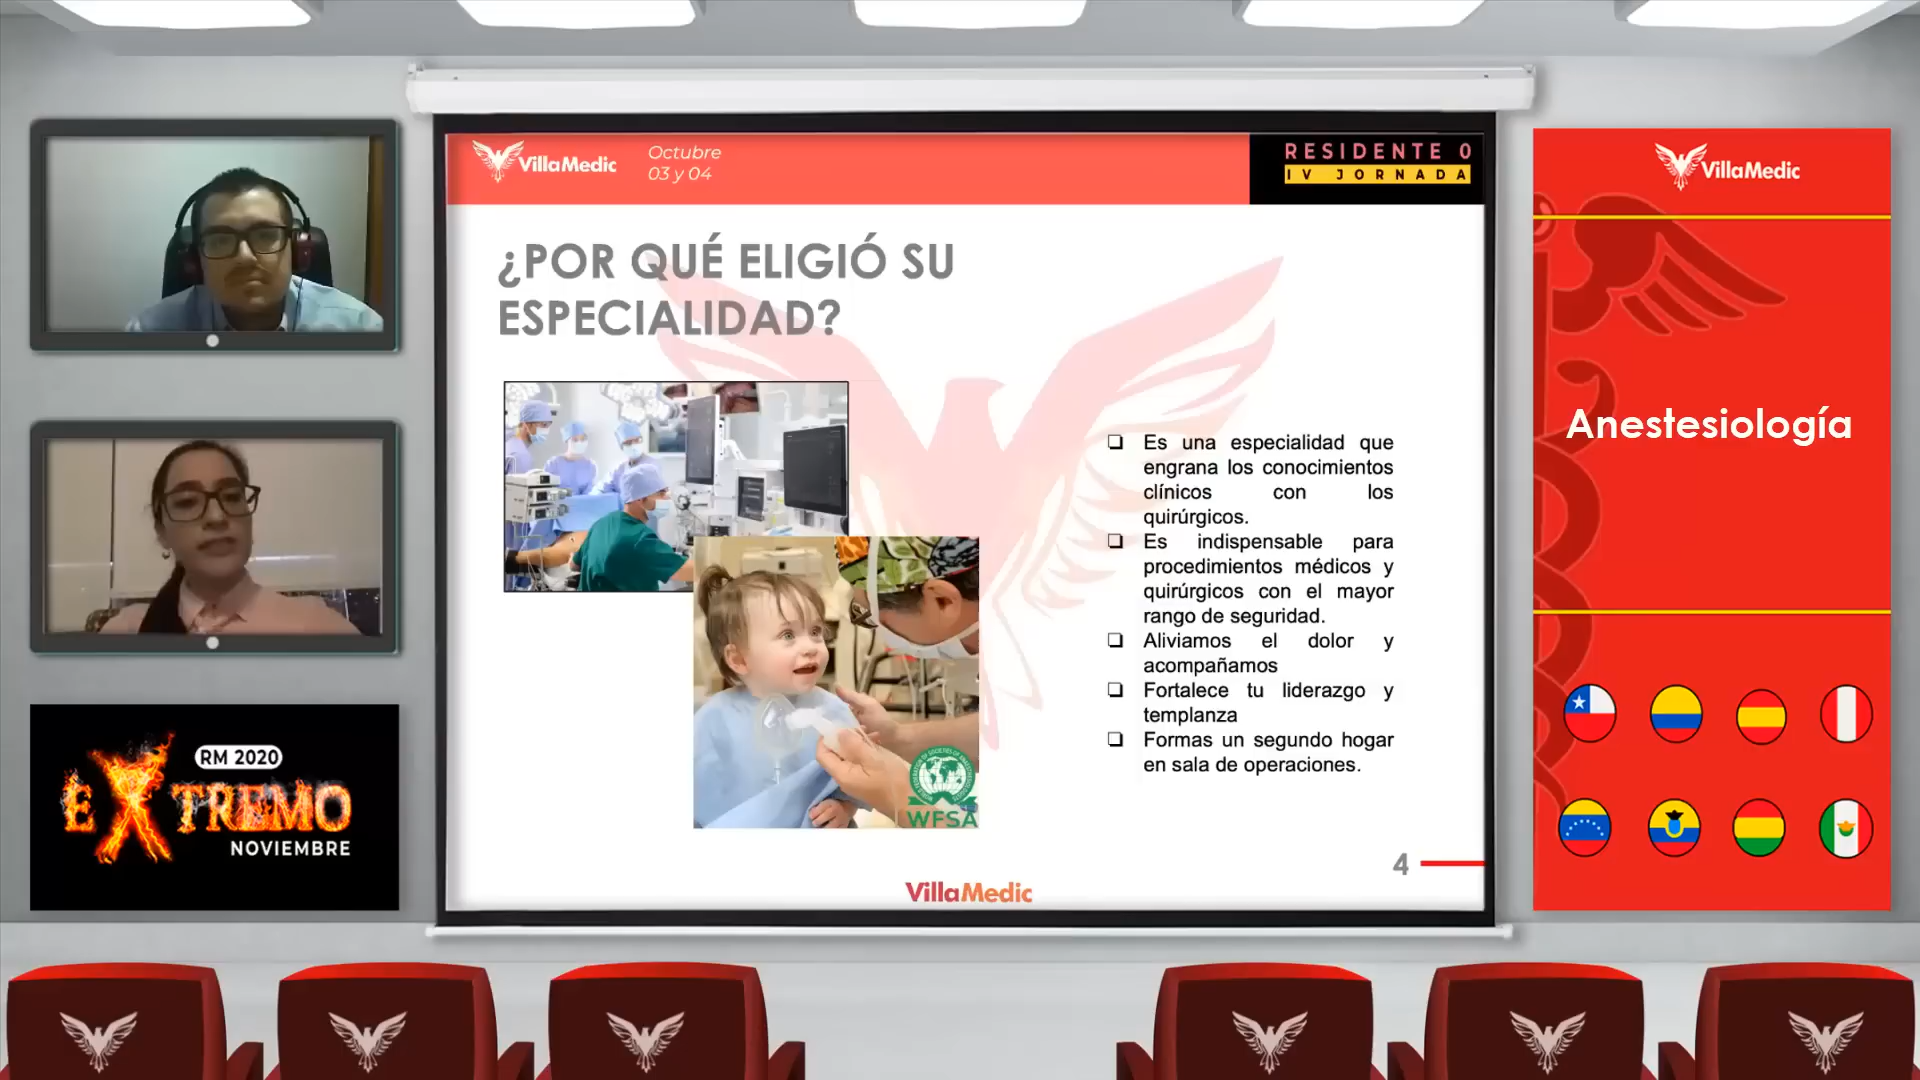 VillaMedic
Octubre
03 y 04
RESIDENTE 0
IV JORNADA
¿POR QUÉ ELIGIÓ SU
ESPECIALIDAD?
❑ Es una especialidad que
engrana los conocimientos
clínicos con los
quirúrgicos.
❑ Es indispensable para
procedimientos médicos y
quirúrgicos con el mayor
rango de seguridad.
❑ Aliviamos el dolor y
acompañamos
❑ Fortalece tu liderazgo y
templanza
❑ Formas un segundo hogar
en sala de operaciones.
WFSA
4
VillaMedic
RM 2020
EXTREMO
NOVIEMBRE
VillaMedic
Anestesiología